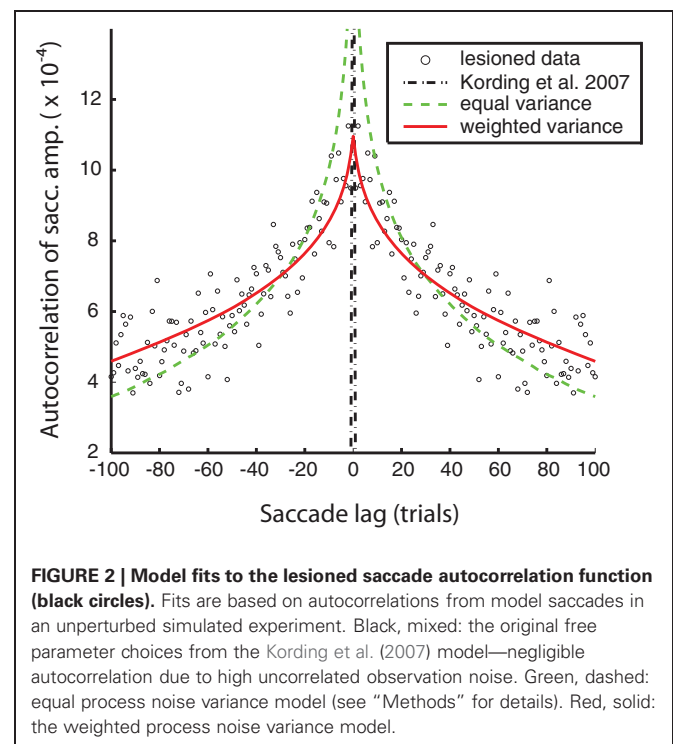 Autocorrelation of sacc. amp. ( x 10⁻⁴)
12
10
8
6
4
2
-100 -80 -60 -40 -20 0 20 40 60 80 100
Saccade lag (trials)
lesioned data
Kording et al. 2007
equal variance
weighted variance
FIGURE 2 | Model fits to the lesioned saccade autocorrelation function
(black circles). Fits are based on autocorrelations from model saccades in
an unperturbed simulated experiment. Black, mixed: the original free
parameter choices from the Kording et al. (2007) model—negligible
autocorrelation due to high uncorrelated observation noise. Green, dashed:
equal process noise variance model (see “Methods” for details). Red, solid:
the weighted process noise variance model.